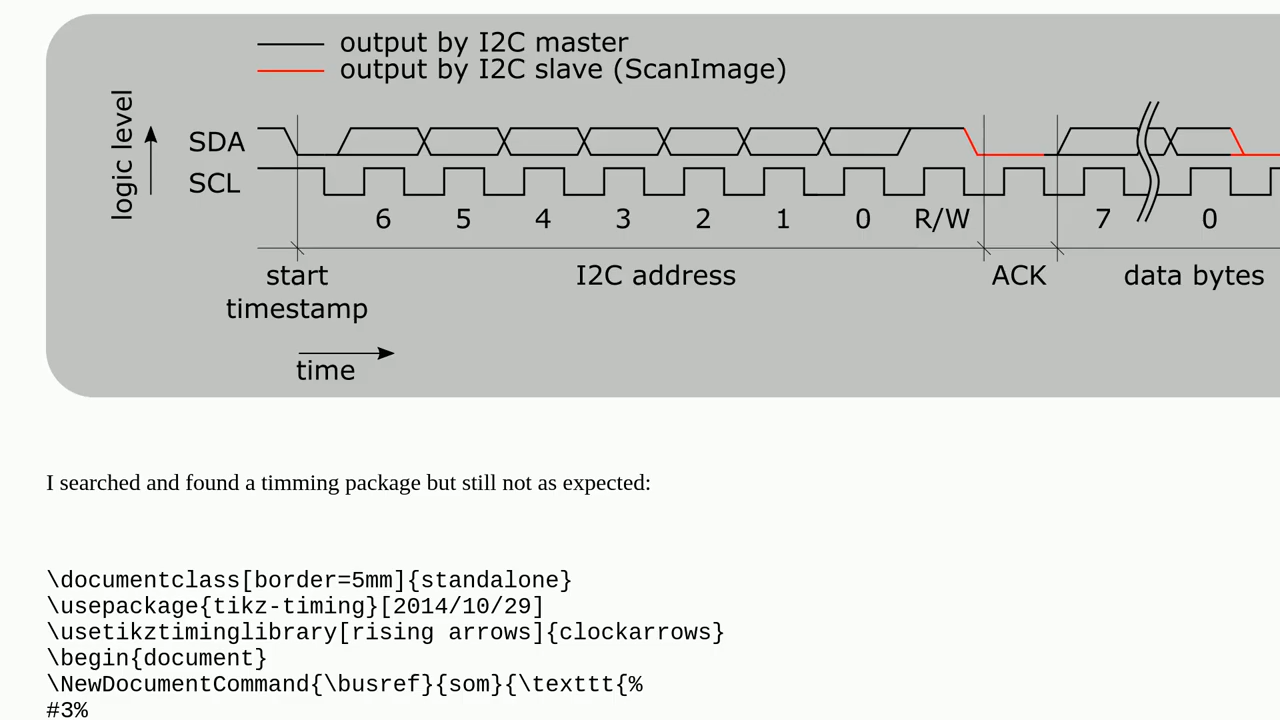 output by I2C master
output by I2C slave (ScanImage)
logic level
SDA
SCL
6 5 4 3 2 1 0 R/W 7 0
start timestamp
I2C address
ACK
data bytes
time
I searched and found a timming package but still not as expected:
\documentclass[border=5mm]{standalone}
\usepackage{tikz-timing}[2014/10/29]
\usetikztiminglibrary[rising arrows]{clockarrows}
\begin{document}
\NewDocumentCommand{\busref}{som}{\texttt{%
#3%